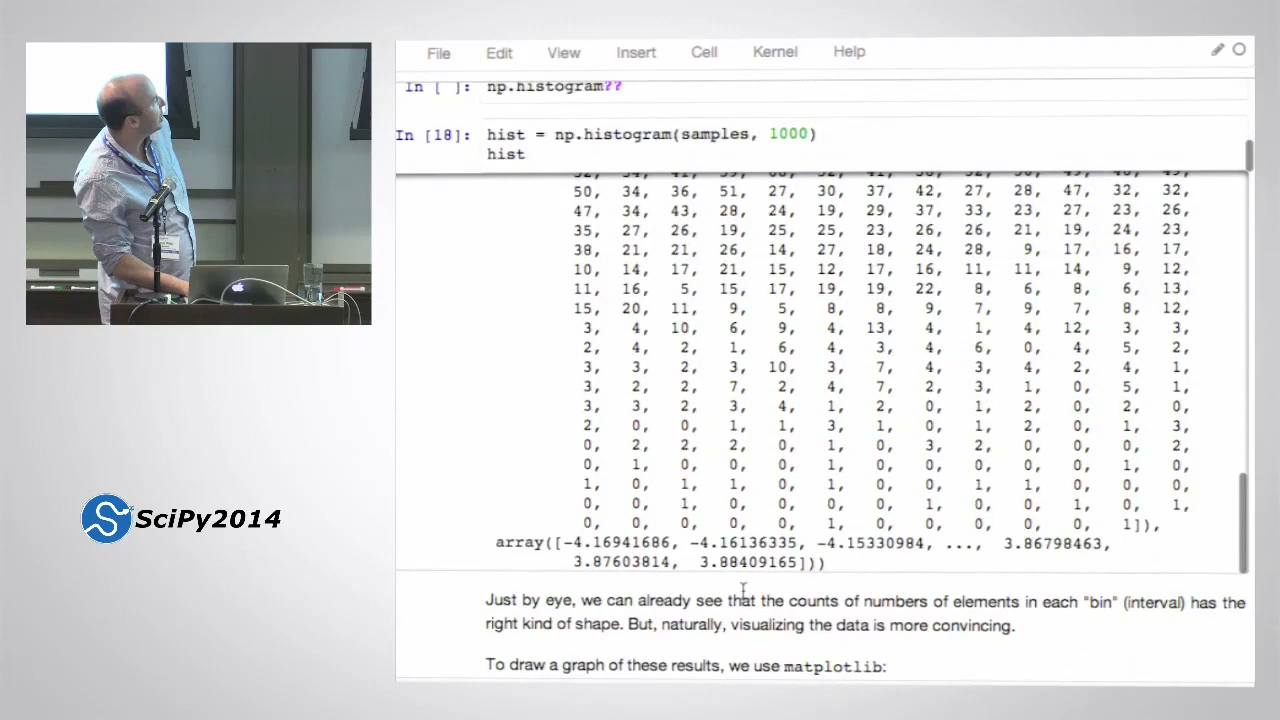 File Edit View Insert Cell Kernel Help
In [ ]: np.histogram??
In [18]: hist = np.histogram(samples, 1000)
hist
50, 34, 36, 51, 27, 30, 37, 42, 27, 28, 47, 32, 32,
47, 34, 43, 28, 24, 19, 29, 37, 33, 23, 27, 23, 26,
35, 27, 26, 19, 25, 25, 23, 26, 26, 21, 19, 24, 23,
38, 21, 21, 26, 14, 27, 18, 24, 28, 9, 17, 16, 17,
10, 14, 17, 21, 15, 12, 17, 16, 11, 11, 14, 9, 12,
11, 16, 5, 15, 17, 19, 19, 22, 8, 6, 8, 6, 13,
15, 20, 11, 9, 5, 8, 8, 9, 7, 9, 7, 8, 12,
3, 4, 10, 6, 9, 4, 13, 4, 1, 4, 12, 3, 3,
2, 4, 2, 1, 6, 4, 3, 4, 6, 0, 4, 5, 2,
3, 3, 2, 3, 10, 3, 7, 4, 3, 4, 2, 4, 1,
3, 2, 2, 7, 2, 4, 7, 2, 3, 1, 0, 5, 1,
3, 3, 2, 3, 4, 1, 2, 0, 1, 2, 0, 2, 0,
2, 0, 0, 1, 1, 3, 1, 0, 1, 2, 0, 1, 3,
0, 2, 2, 2, 0, 1, 0, 3, 2, 0, 0, 0, 2,
0, 1, 0, 0, 0, 1, 0, 0, 0, 0, 0, 1, 0,
1, 0, 1, 1, 0, 1, 0, 0, 1, 1, 0, 0, 0,
0, 0, 1, 0, 0, 0, 0, 1, 0, 0, 1, 0, 1,
0, 0, 0, 0, 0, 1, 0, 0, 0, 0, 0, 1]),
array([-4.16941686, -4.16136335, -4.15330984, ..., 3.86798463,
3.87603814, 3.88409165]))
Just by eye, we can already see that the counts of numbers of elements in each "bin" (interval) has the
right kind of shape. But, naturally, visualizing the data is more convincing.
To draw a graph of these results, we use matplotlib:
SciPy2014